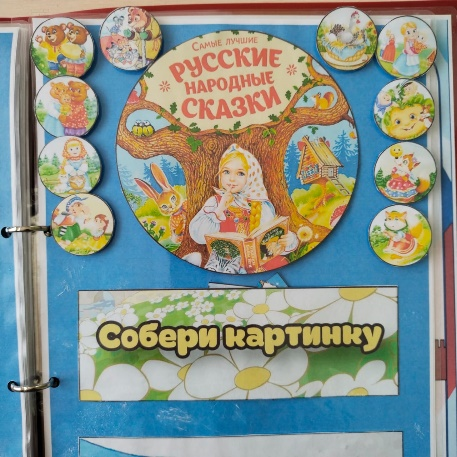 Самые лучшие
РУССКИЕ
НАРОДНЫЕ
СКАЗКИ
Собери картинку